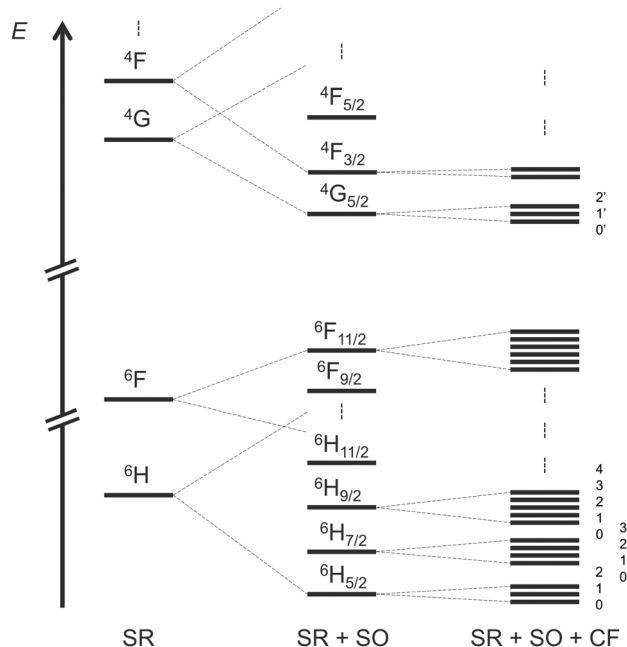 E
⁴F
⁴G
⁶F
⁶H
⁴F₅/₂
⁴F₃/₂
⁴G₅/₂
⁶F₁₁/₂
⁶F₉/₂
⁶H₁₁/₂
⁶H₉/₂
⁶H₇/₂
⁶H₅/₂
2'
1'
0'
4
3
2
1
0
3
2
1
0
2
1
0
SR
SR + SO
SR + SO + CF